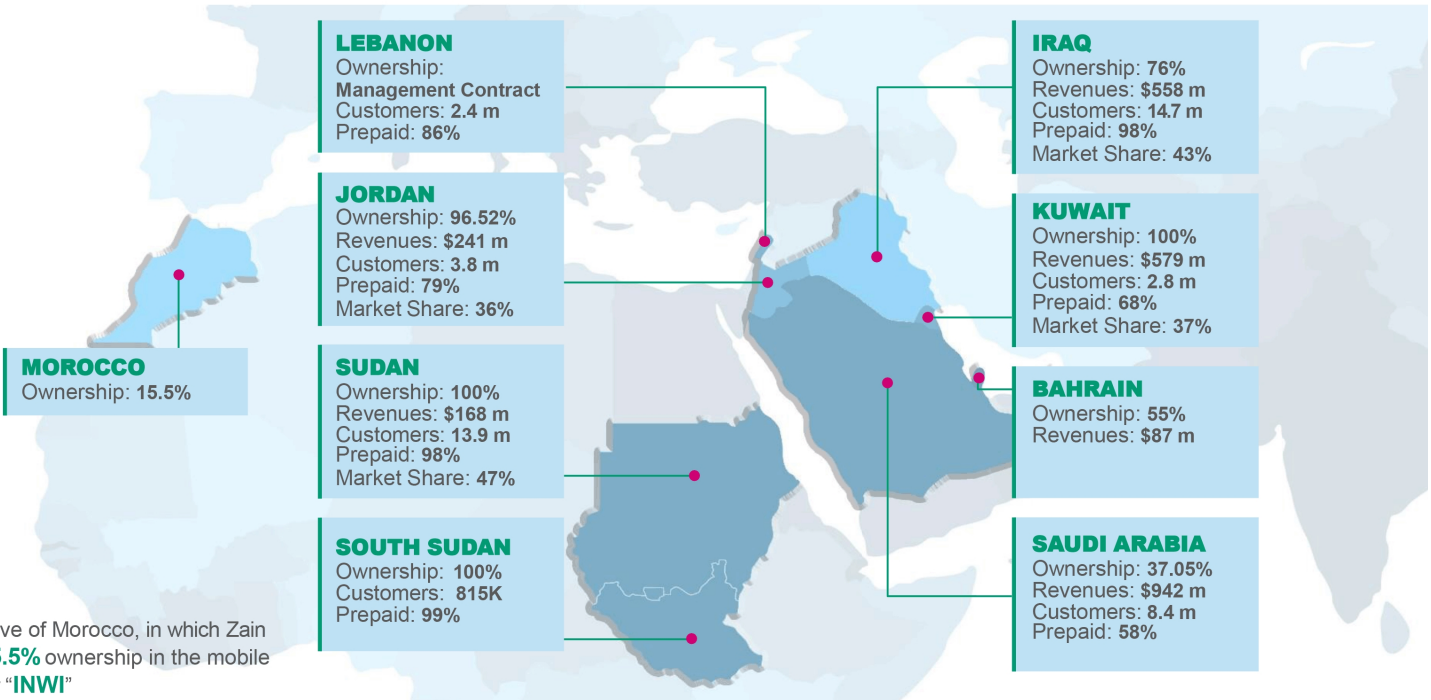 LEBANON
Ownership:
Management Contract
Customers: 2.4 m
Prepaid: 86%
JORDAN
Ownership: 96.52%
Revenues: $241 m
Customers: 3.8 m
Prepaid: 79%
Market Share: 36%
MOROCCO
Ownership: 15.5%
SUDAN
Ownership: 100%
Revenues: $168 m
Customers: 13.9 m
Prepaid: 98%
Market Share: 47%
SOUTH SUDAN
Ownership: 100%
Customers: 815K
Prepaid: 99%
IRAQ
Ownership: 76%
Revenues: $558 m
Customers: 14.7 m
Prepaid: 98%
Market Share: 43%
KUWAIT
Ownership: 100%
Revenues: $579 m
Customers: 2.8 m
Prepaid: 68%
Market Share: 37%
BAHRAIN
Ownership: 55%
Revenues: $87 m
SAUDI ARABIA
Ownership: 37.05%
Revenues: $942 m
Customers: 8.4 m
Prepaid: 58%
ve of Morocco, in which Zain
.5% ownership in the mobile
“INWI”